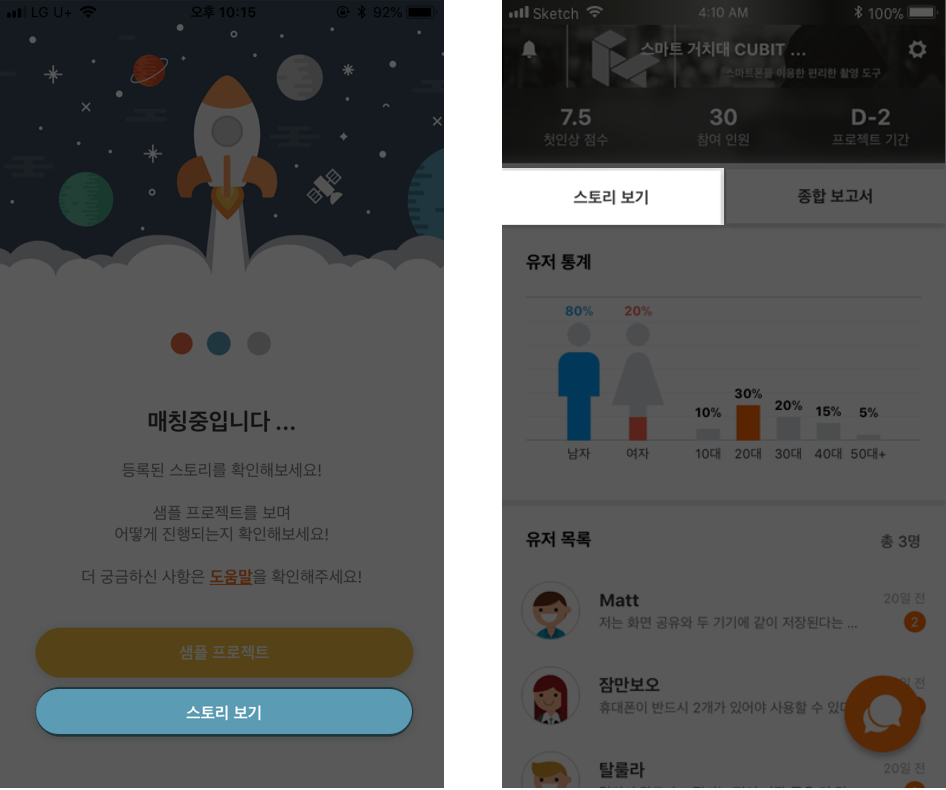 LG U+
오후 10:15
92%
매칭중입니다 ...
등록된 스토리를 확인해보세요!
샘플 프로젝트를 보며
어떻게 진행되는지 확인해보세요!
더 궁금하신 사항은 도움말을 확인해주세요!
샘플 프로젝트
스토리 보기
Sketch
4:10 AM
100%
스마트 거치대 CUBIT ...
스마트폰을 이용한 편리한 촬영 도구
7.5
30
D-2
첫인상 점수
참여 인원
프로젝트 기간
스토리 보기
종합 보고서
유저 통계
80%
20%
10%
30%
20%
15%
5%
남자
여자
10대
20대
30대
40대
50대+
유저 목록
총 3명
Matt
20일 전
저는 화면 공유와 두 기기에 같이 저장된다는 ...
2
잠만보오
일 전
휴대폰이 반드시 2개가 있어야 사용할 수 있
탈룰라
20일 전